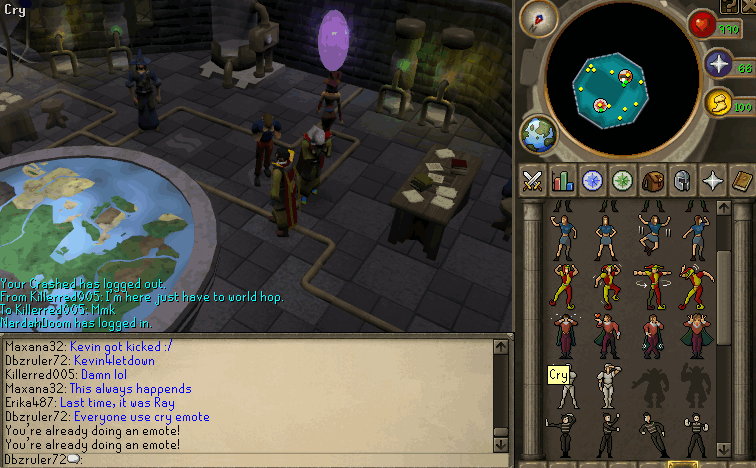 Cry
990
68
100
Your Crashed has logged out.
From Killerred005: I'm here just have to world hop.
To Killerred005: Mmk
NardahDoom has logged in.
Maxana32: Kevin got kicked :/
Dbzruler72: Kevin4letdown
Killerred005: Damn lol
Maxana32: This always happends
Erika487: Last time, it was Ray
Dbzruler72: Everyone use cry emote
You're already doing an emote!
You're already doing an emote!
Dbzruler72:
Cry
?
X